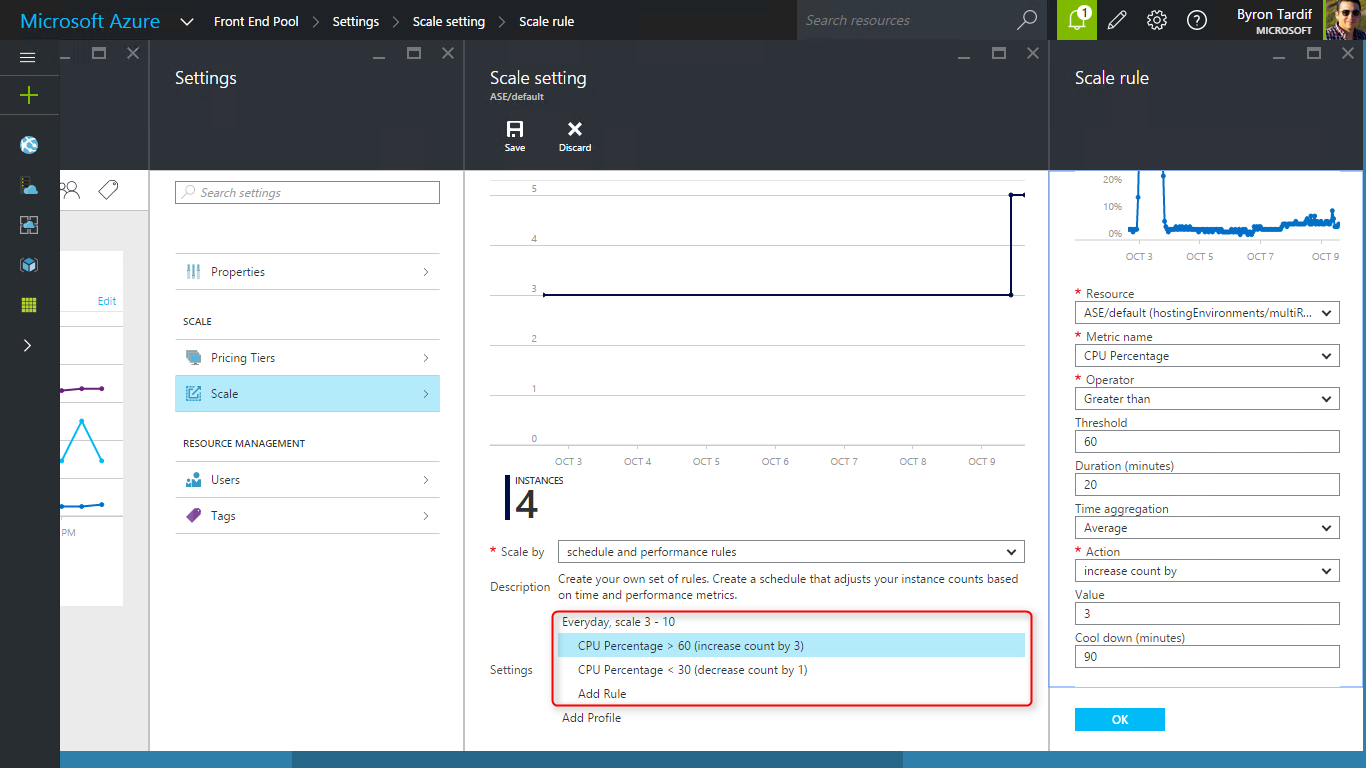 Microsoft Azure
Front End Pool
Settings
Scale setting
Scale rule
Search resources
1
Byron Tardif
MICROSOFT
Edit
PM
Settings
Search settings
Properties
SCALE
Pricing Tiers
Scale
RESOURCE MANAGEMENT
Users
Tags
Scale setting
ASE/default
Save
Discard
5
4
3
2
1
0
OCT 3 OCT 4 OCT 5 OCT 6 OCT 7 OCT 8 OCT 9
INSTANCES
4
* Scale by schedule and performance rules
Description Create your own set of rules. Create a schedule that adjusts your instance counts based
on time and performance metrics.
Everyday, scale 3 - 10
CPU Percentage > 60 (increase count by 3)
Settings CPU Percentage < 30 (decrease count by 1)
Add Rule
Add Profile
Scale rule
20%
10%
0%
OCT 3 OCT 5 OCT 7 OCT 9
* Resource
ASE/default (hostingEnvironments/multiR...
* Metric name
CPU Percentage
* Operator
Greater than
Threshold
60
Duration (minutes)
20
Time aggregation
Average
* Action
increase count by
Value
3
Cool down (minutes)
90
OK